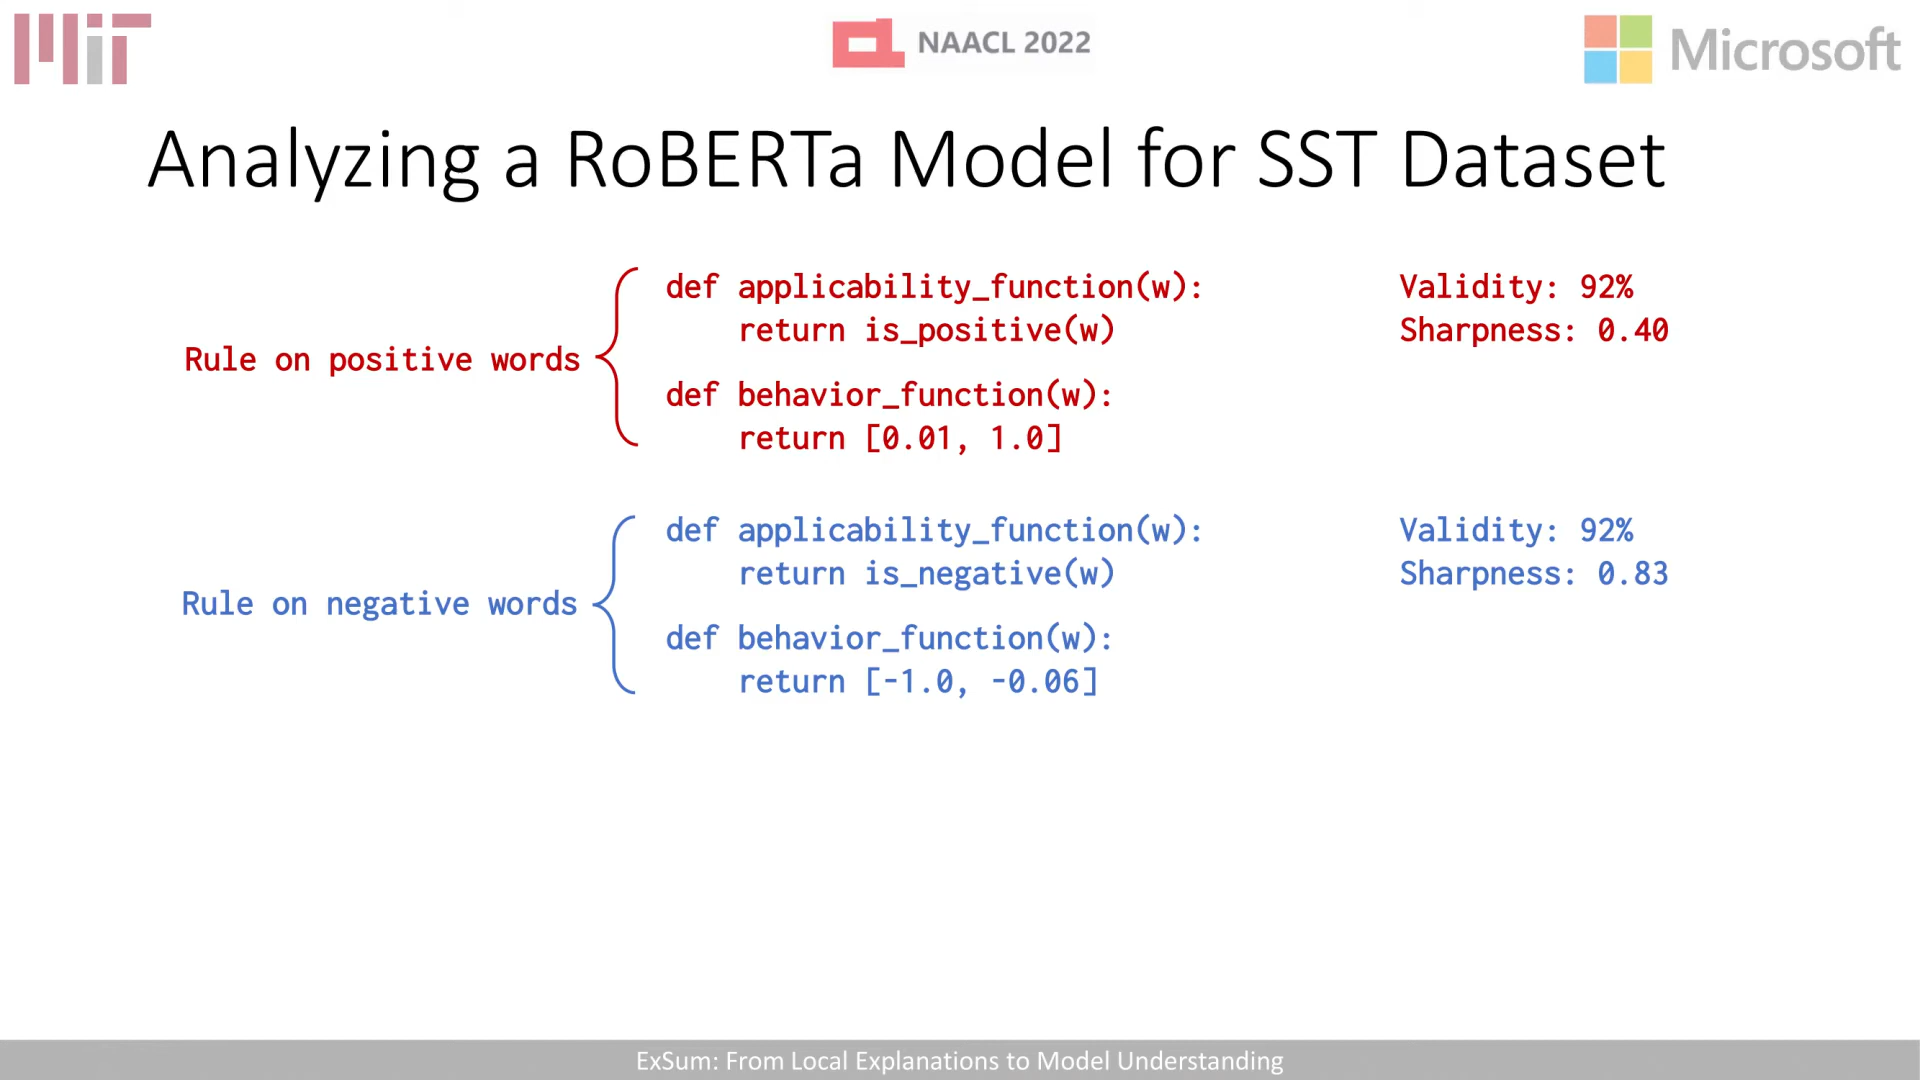 MIT
NAACL 2022
Microsoft
Analyzing a RoBERTa Model for SST Dataset
Rule on positive words
def applicability_function(w):
    return is_positive(w)
def behavior_function(w):
    return [0.01, 1.0]
Validity: 92%
Sharpness: 0.40
Rule on negative words
def applicability_function(w):
    return is_negative(w)
def behavior_function(w):
    return [-1.0, -0.06]
Validity: 92%
Sharpness: 0.83
ExSum: From Local Explanations to Model Understanding